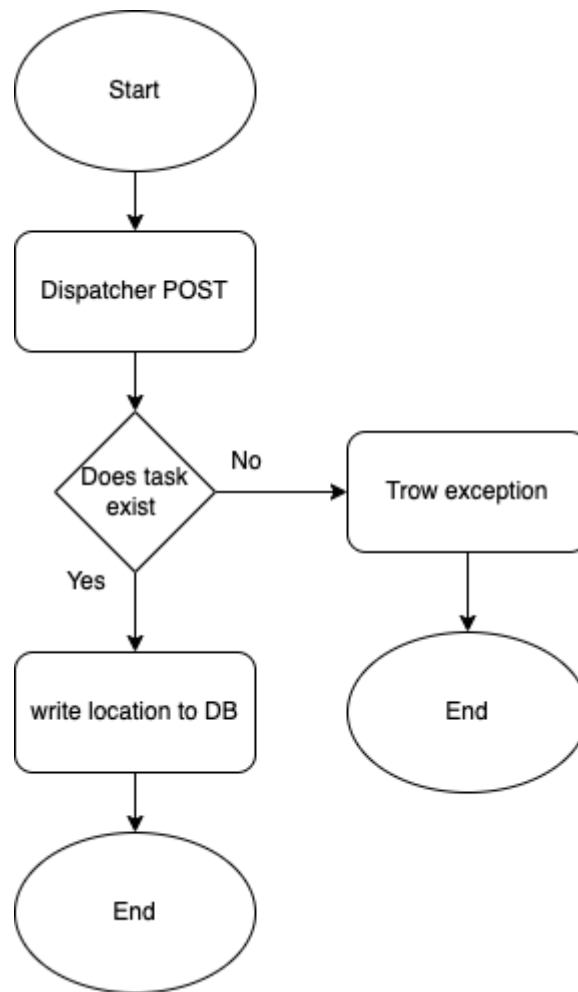 Start
Dispatcher POST
Does task
exist
No
Trow exception
Yes
write location to DB
End
End